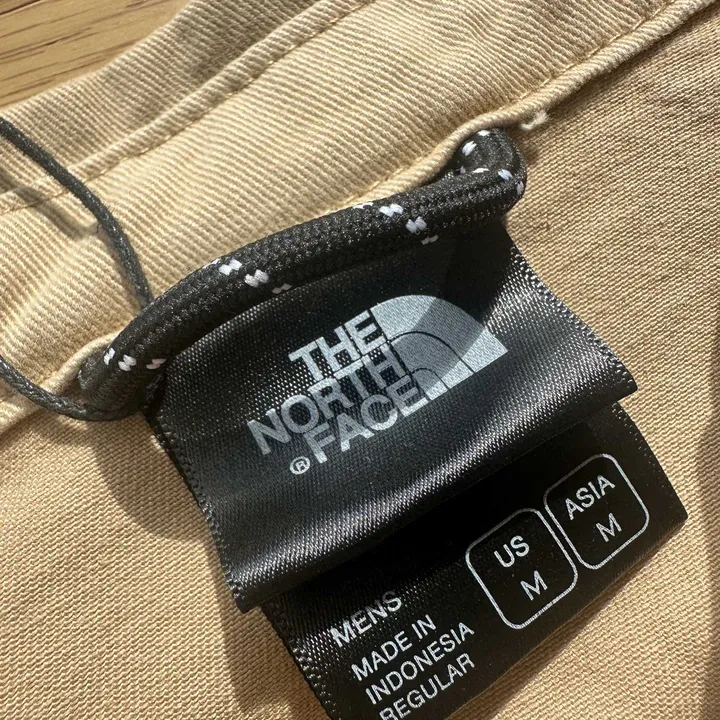 THE
NORTH
FACE
®
US
M
ASIA
M
MENS
MADE IN
INDONESIA
REGULAR